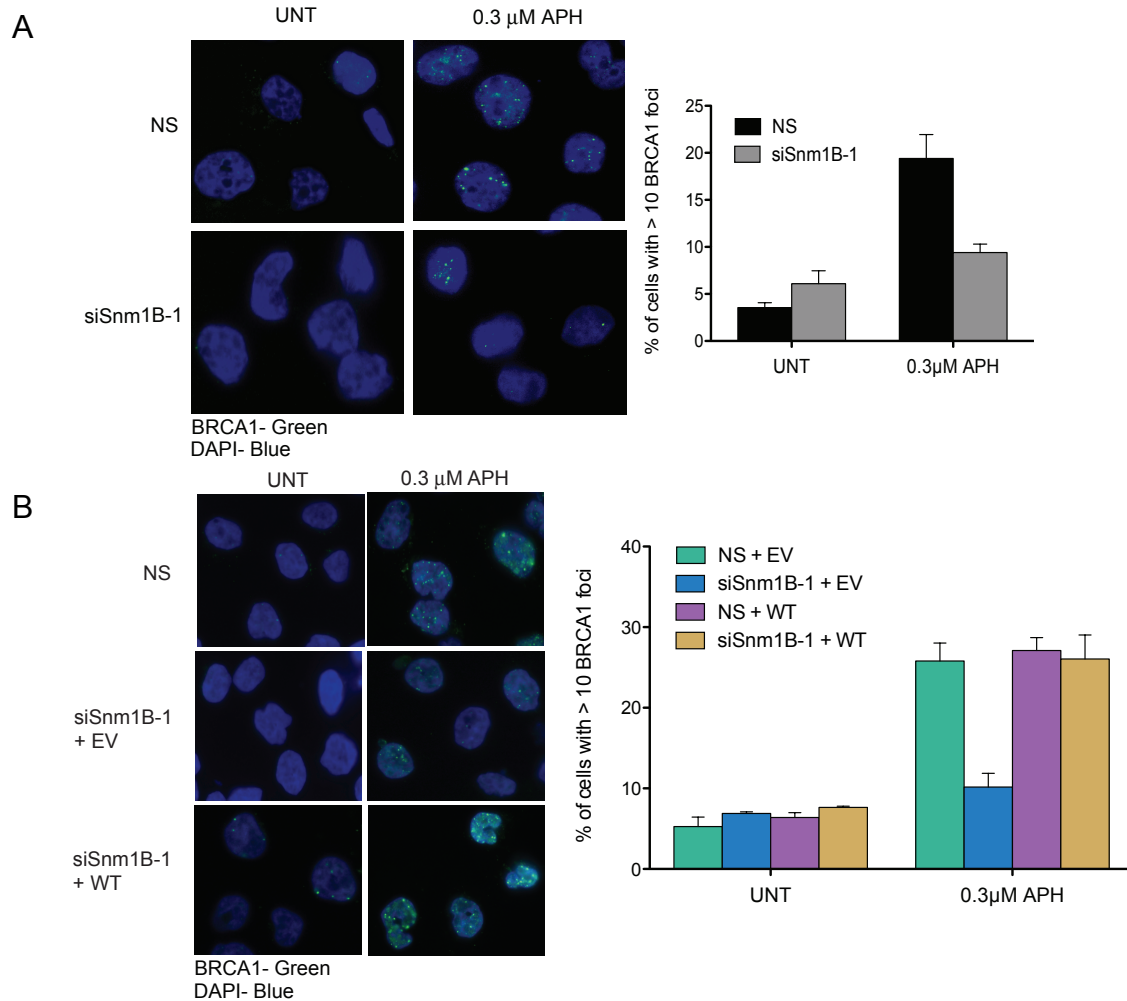 A
UNT
0.3 μM APH
NS
siSnm1B-1
BRCA1- Green
DAPI- Blue
% of cells with > 10 BRCA1 foci
25
20
15
10
5
0
NS
siSnm1B-1
UNT
0.3μM APH
B
UNT
0.3 μM APH
NS
siSnm1B-1
+ EV
siSnm1B-1
+ WT
BRCA1- Green
DAPI- Blue
% of cells with > 10 BRCA1 foci
40
30
20
10
0
NS + EV
siSnm1B-1 + EV
NS + WT
siSnm1B-1 + WT
UNT
0.3μM APH